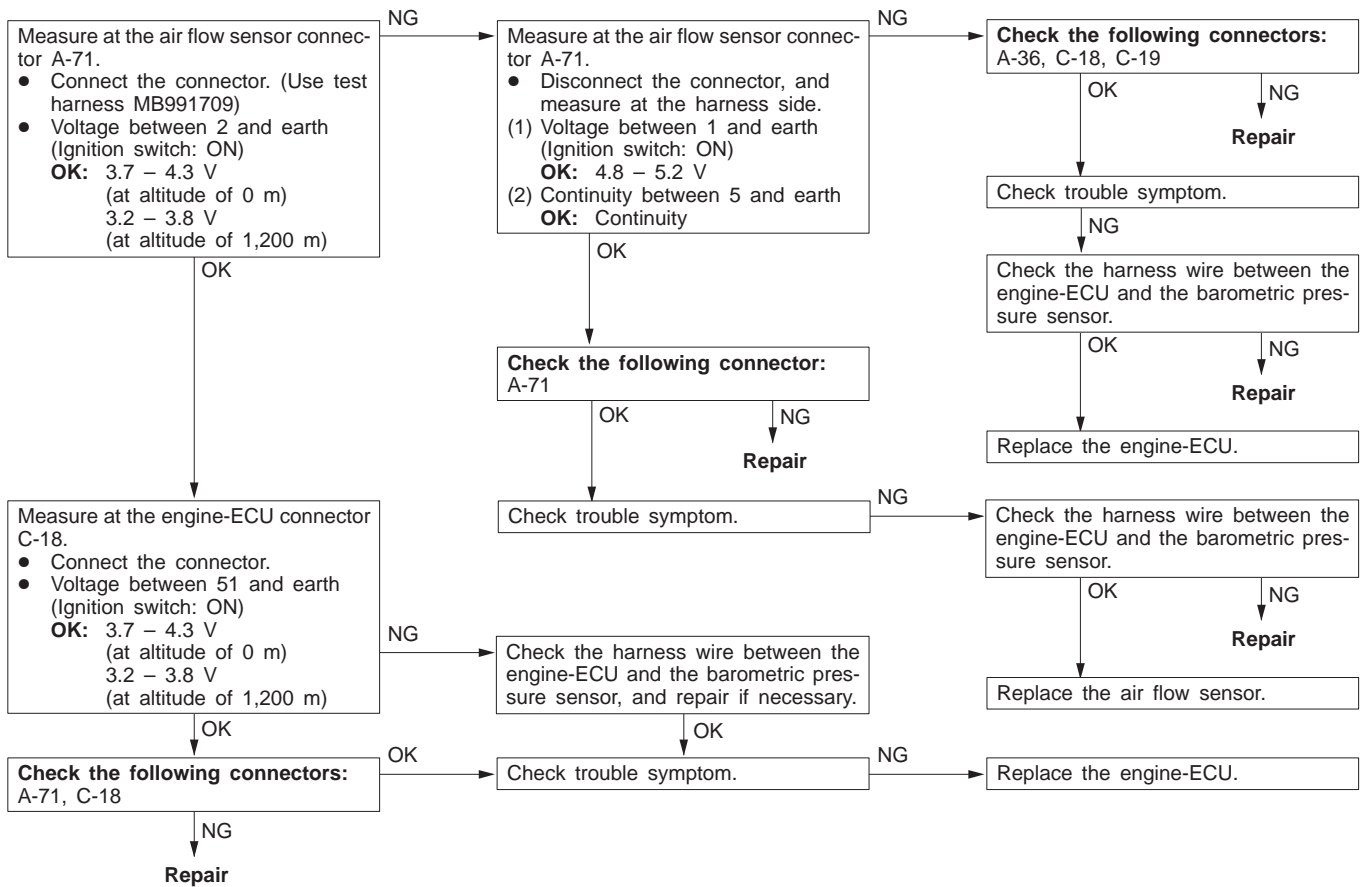 Measure at the air flow sensor connec-
tor A-71.
● Connect the connector. (Use test
harness MB991709)
● Voltage between 2 and earth
(Ignition switch: ON)
OK: 3.7 – 4.3 V
(at altitude of 0 m)
3.2 – 3.8 V
(at altitude of 1,200 m)
NG
OK
Measure at the air flow sensor connec-
tor A-71.
● Disconnect the connector, and
measure at the harness side.
(1) Voltage between 1 and earth
(Ignition switch: ON)
OK: 4.8 – 5.2 V
(2) Continuity between 5 and earth
OK: Continuity
NG
OK
Check the following connectors:
A-36, C-18, C-19
OK
NG
Repair
Check trouble symptom.
NG
Check the harness wire between the
engine-ECU and the barometric pres-
sure sensor.
OK
NG
Repair
Replace the engine-ECU.
Check the following connector:
A-71
OK
NG
Repair
Check trouble symptom.
NG
Check the harness wire between the
engine-ECU and the barometric pres-
sure sensor.
OK
NG
Repair
Replace the air flow sensor.
Measure at the engine-ECU connector
C-18.
● Connect the connector.
● Voltage between 51 and earth
(Ignition switch: ON)
OK: 3.7 – 4.3 V
(at altitude of 0 m)
3.2 – 3.8 V
(at altitude of 1,200 m)
NG
OK
Check the harness wire between the
engine-ECU and the barometric pres-
sure sensor, and repair if necessary.
OK
Check the following connectors:
A-71, C-18
OK
NG
Repair
Check trouble symptom.
NG
Replace the engine-ECU.